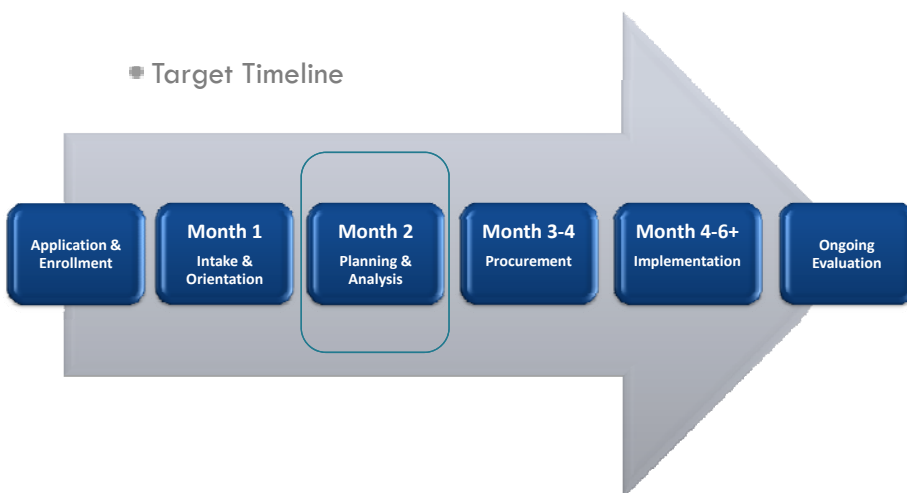 Target Timeline
Application &
Enrollment
Month 1
Intake &
Orientation
Month 2
Planning &
Analysis
Month 3-4
Procurement
Month 4-6+
Implementation
Ongoing
Evaluation